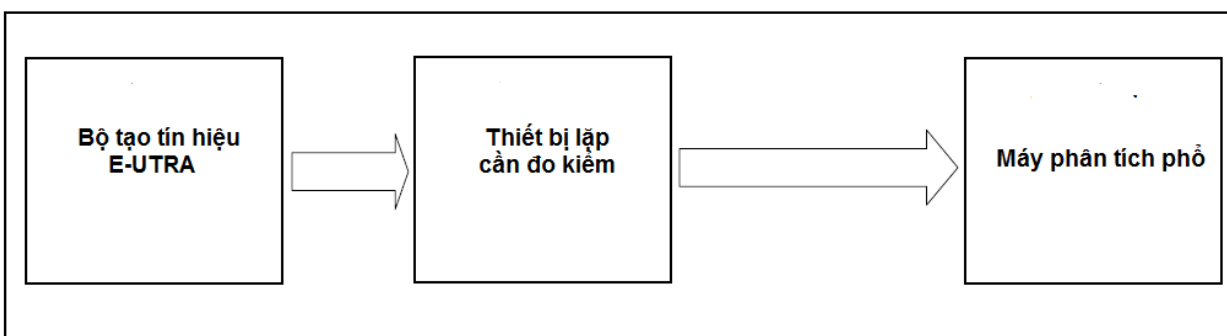 Bộ tạo tín hiệu
E-UTRA
Thiết bị lặp
cần đo kiểm
Máy phân tích phổ